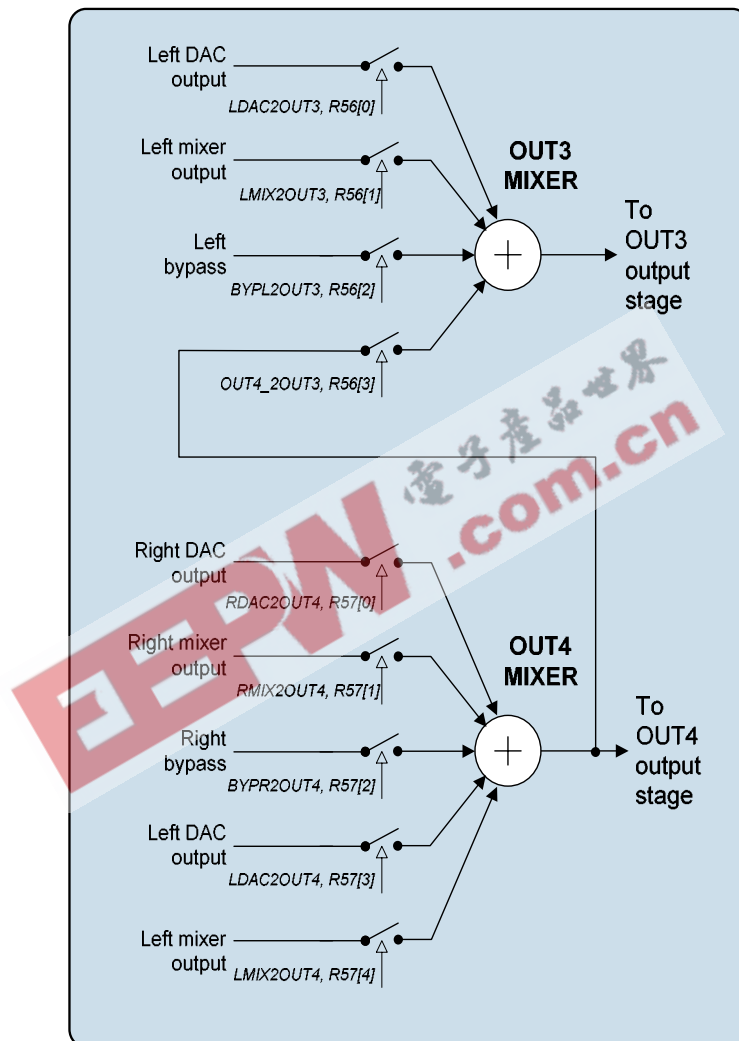 Left DAC
output
LDAC2OUT3, R56[0]
Left mixer
output
LMIX2OUT3, R56[1]
OUT3
MIXER
Left
bypass
BYPL2OUT3, R56[2]
To
OUT3
output
stage
OUT4_2OUT3, R56[3]
電子產品世界
EEPW.com.cn
Right DAC
output
RDAC2OUT4, R57[0]
Right mixer
output
RMIX2OUT4, R57[1]
OUT4
MIXER
Right
bypass
BYPR2OUT4, R57[2]
To
OUT4
output
stage
Left DAC
output
LDAC2OUT4, R57[3]
Left mixer
output
LMIX2OUT4, R57[4]